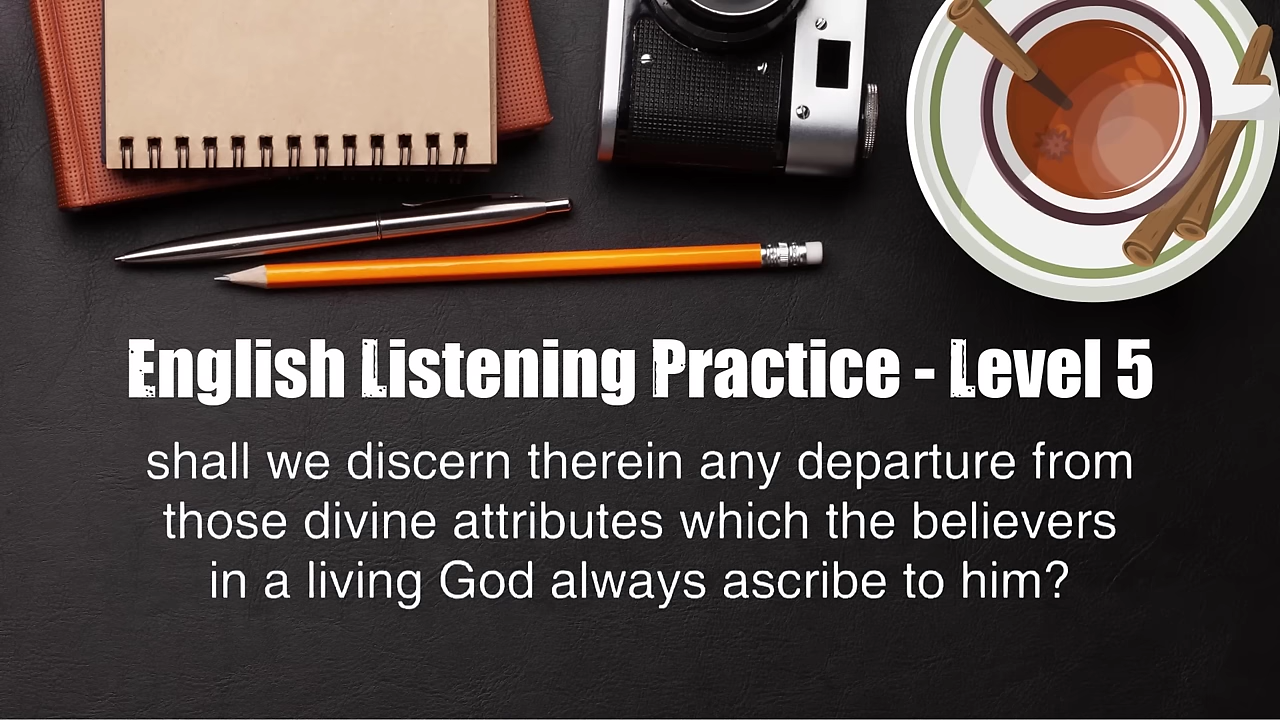 English Listening Practice - Level 5
shall we discern therein any departure from
those divine attributes which the believers
in a living God always ascribe to him?